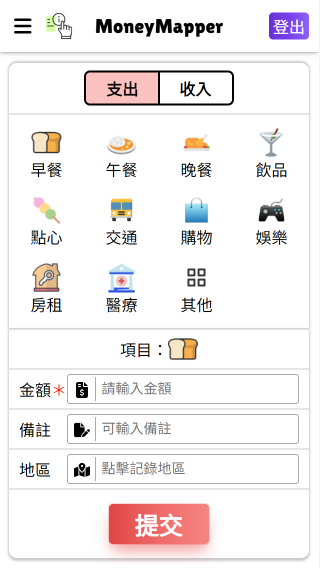 MoneyMapper
登出
支出 收入
早餐 午餐 晚餐 飲品
點心 交通 購物 娛樂
房租 醫療 其他
項目：
金額* 請輸入金額
備註 可輸入備註
地區 點擊記錄地區
提交